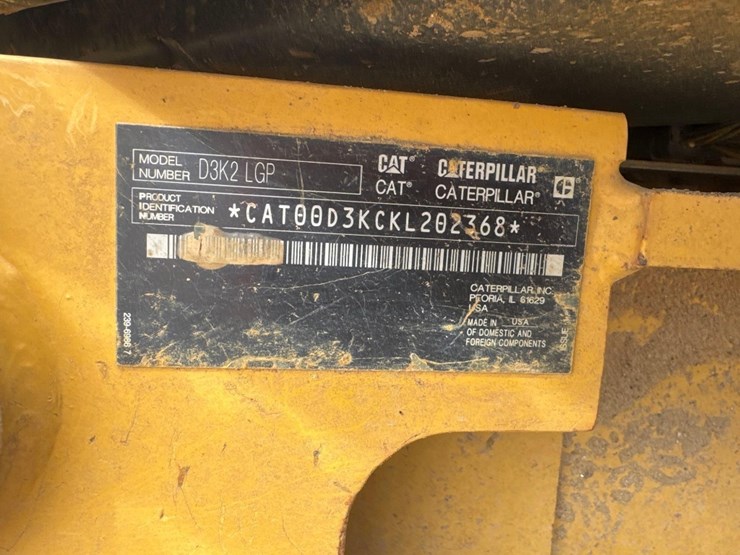 MODEL NUMBER D3K2 LGP
CAT® CATERPILLAR®
CAT® CATERPILLAR®
PRODUCT IDENTIFICATION NUMBER *CAT00D3KCKL202368*
CATERPILLAR INC.
PEORIA, IL 61629
USA
MADE IN USA
OF DOMESTIC AND
FOREIGN COMPONENTS
ISSUE